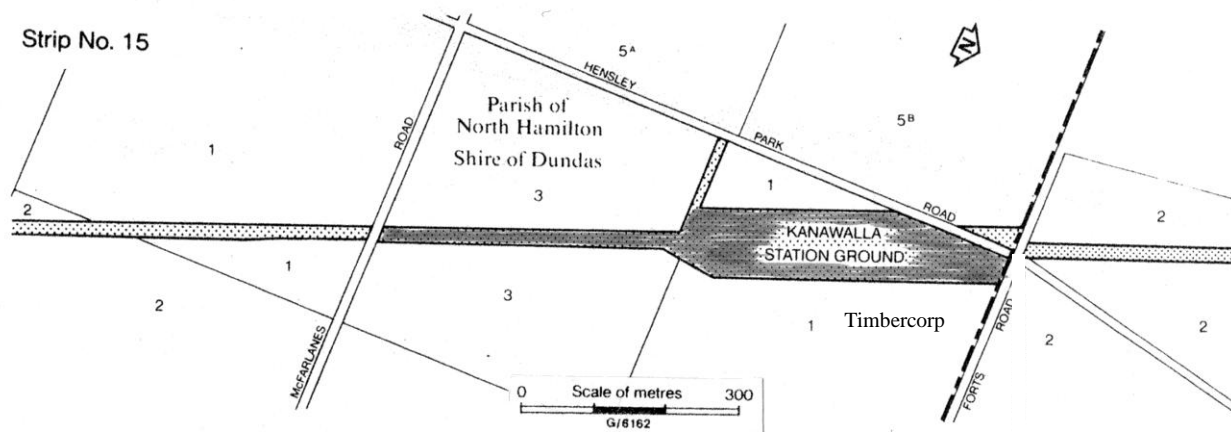 Strip No. 15
5A
HENSLEY
N
Parish of
North Hamilton
Shire of Dundas
ROAD
PARK
5B
1
1
2
3
ROAD
2
KANAWALLA
STATION GROUND
1
3
2
1
Timbercorp
ROAD
2
2
McFARLANES
FORTS
0 Scale of metres 300
G/6162